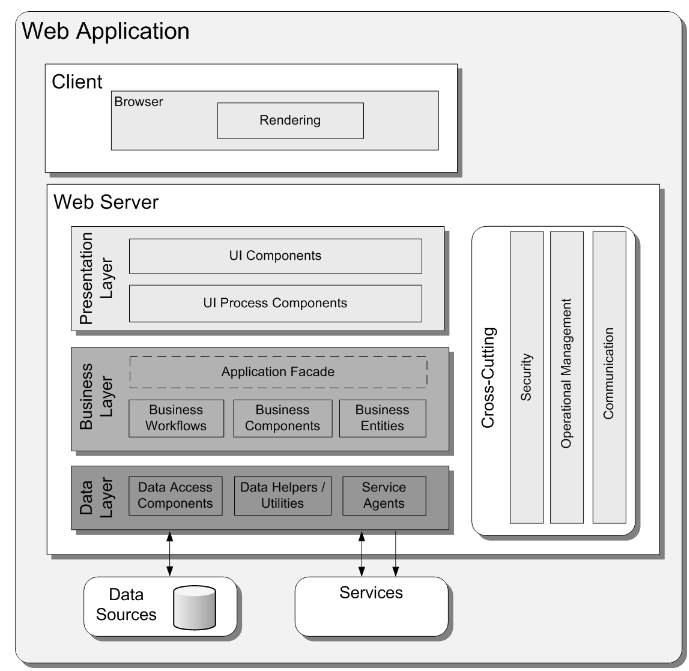 Web Application
Client
Browser
Rendering
Web Server
Presentation
Layer
UI Components
UI Process Components
Business
Layer
Application Facade
Business
Workflows
Business
Components
Business
Entities
Data
Layer
Data Access
Components
Data Helpers /
Utilities
Service
Agents
Cross-Cutting
Security
Operational Management
Communication
Data
Sources
Services